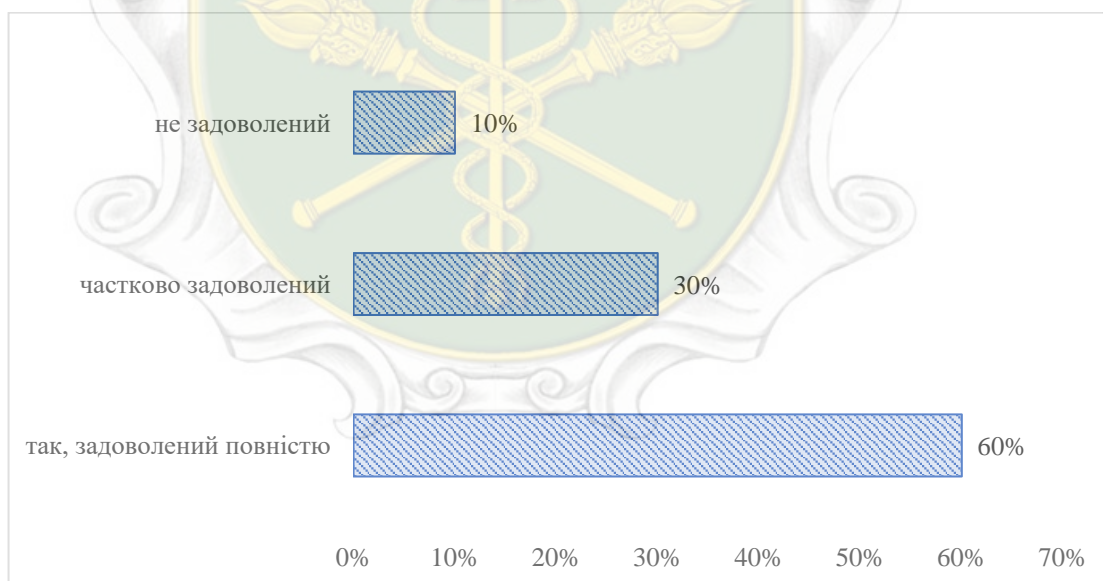 не задоволений 10%
частково задоволений 30%
так, задоволений повністю 60%
0% 10% 20% 30% 40% 50% 60% 70%